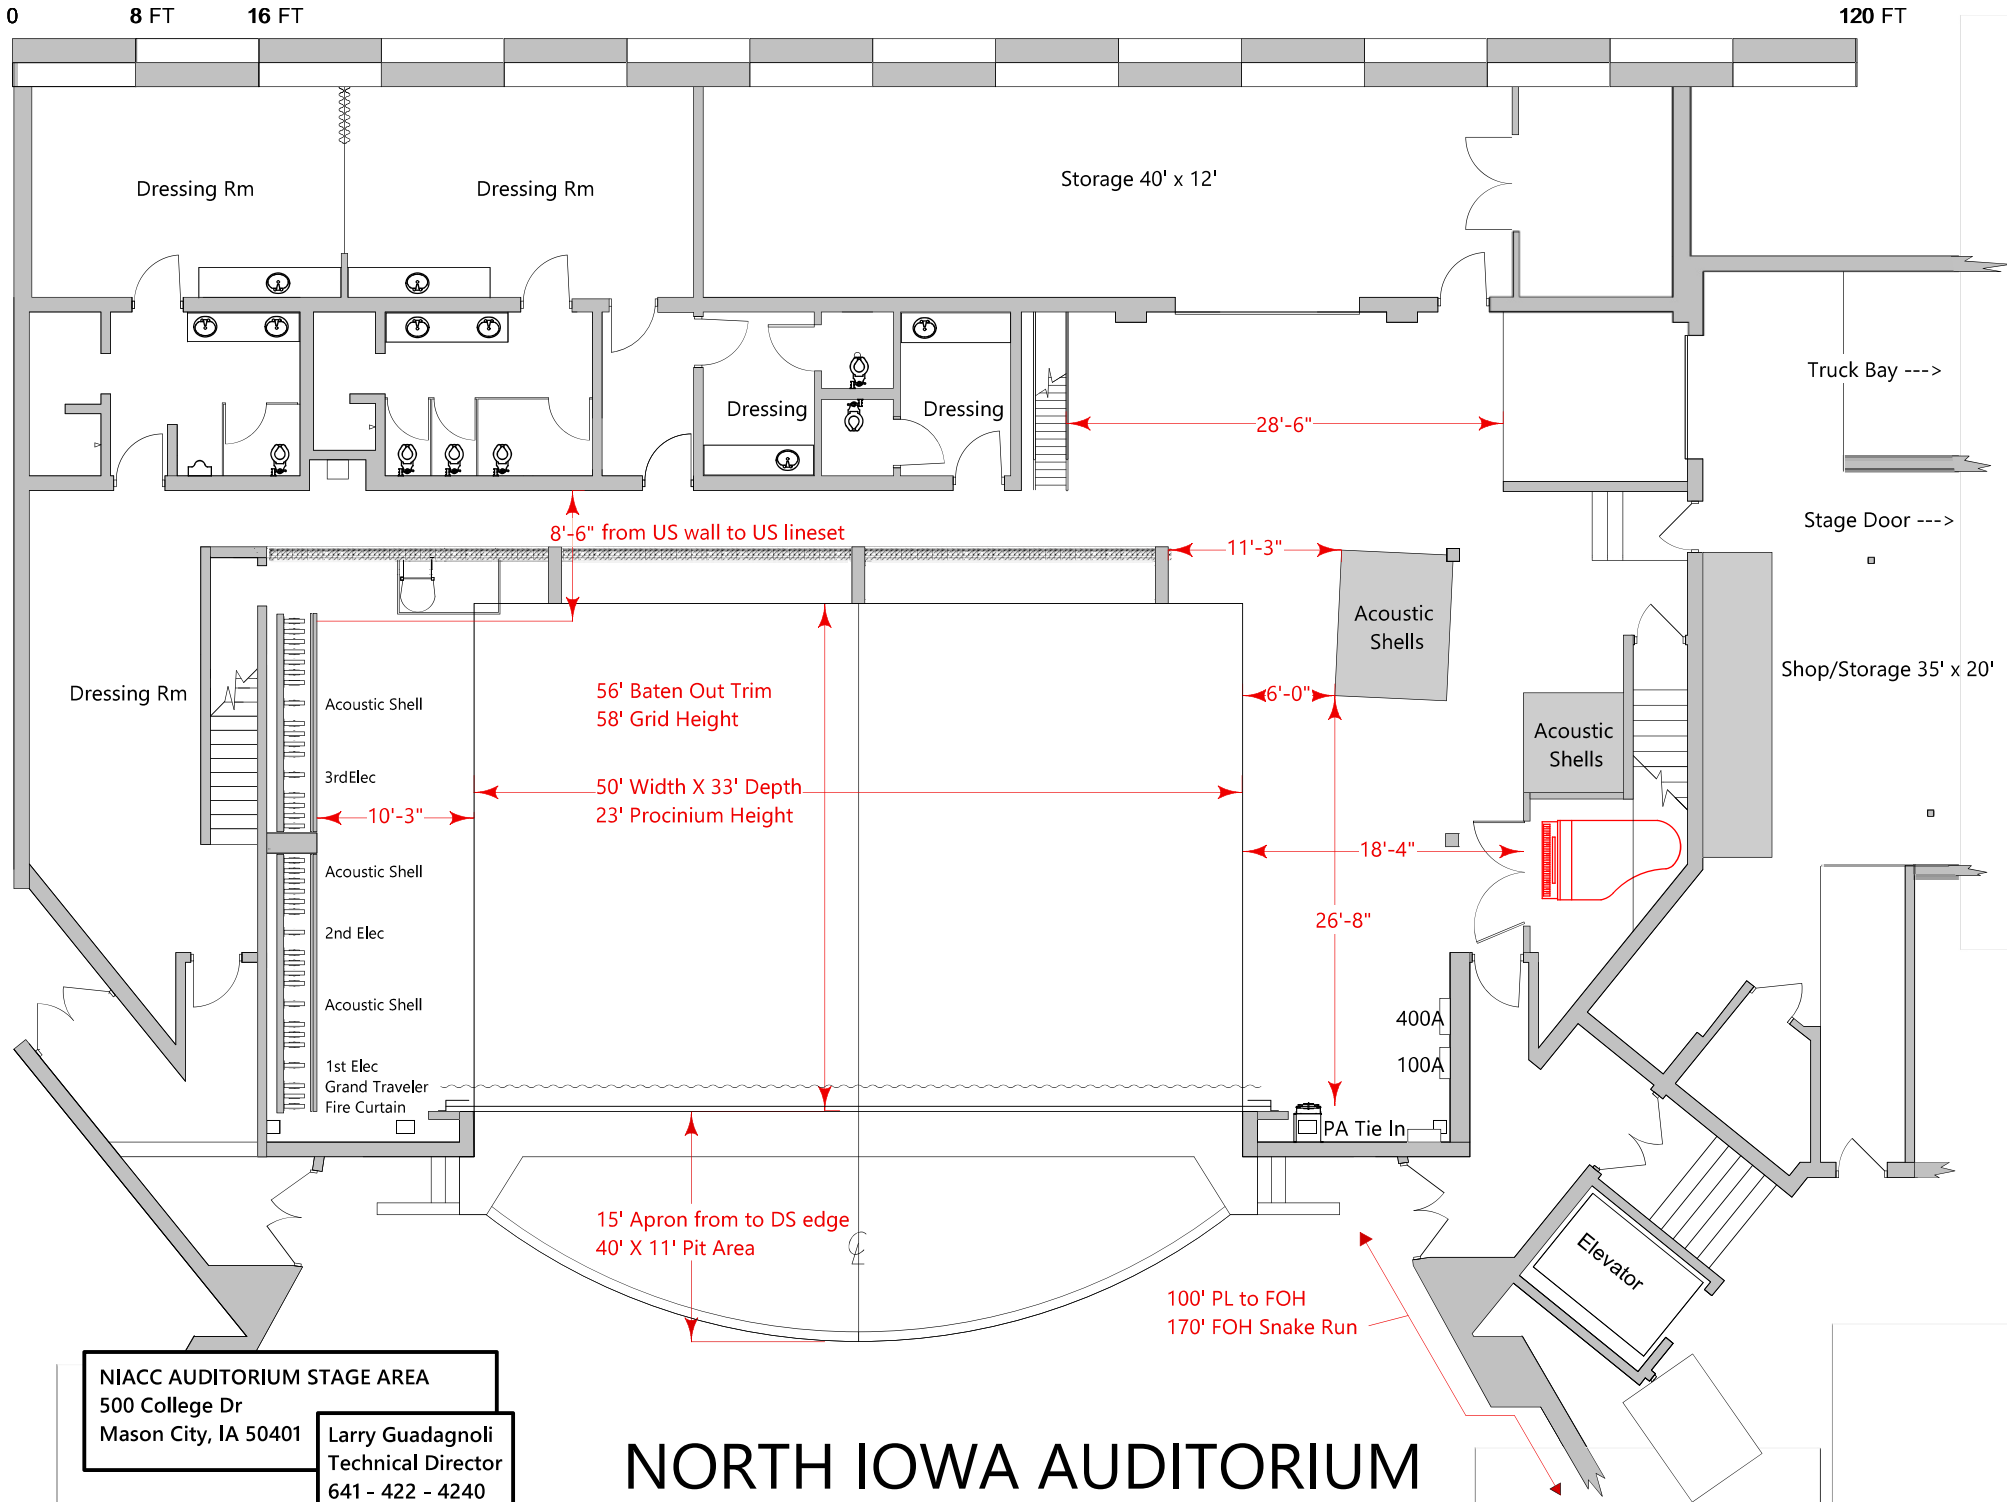 0 8 FT 16 FT 120 FT
Dressing Rm
Dressing Rm
Storage 40' x 12'
Truck Bay --->
Dressing
Dressing
28'-6"
Stage Door --->
8'-6" from US wall to US lineset
11'-3"
Acoustic
Shells
Shop/Storage 35' x 20'
Dressing Rm
Acoustic Shell
56' Baten Out Trim
58' Grid Height
6'-0"
Acoustic
Shells
3rdElec
50' Width X 33' Depth
23' Procinium Height
10'-3"
18'-4"
Acoustic Shell
26'-8"
2nd Elec
Acoustic Shell
400A
100A
1st Elec
Grand Traveler
Fire Curtain
PA Tie In
15' Apron from to DS edge
40' X 11' Pit Area
CL
Elevator
100' PL to FOH
170' FOH Snake Run
NIACC AUDITORIUM STAGE AREA
500 College Dr
Mason City, IA 50401
Larry Guadagnoli
Technical Director
641 - 422 - 4240
NORTH IOWA AUDITORIUM